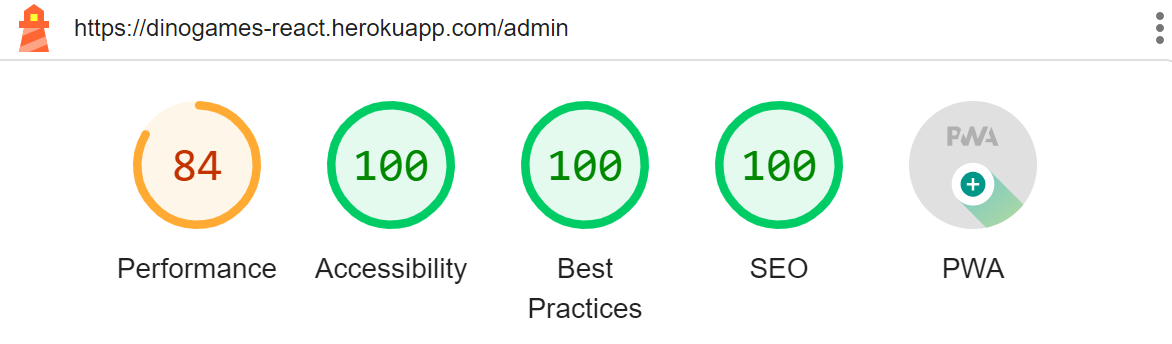 https://dinogames-react.herokuapp.com/admin
84
100
100
100
PWA
Performance
Accessibility
Best
Practices
SEO
PWA